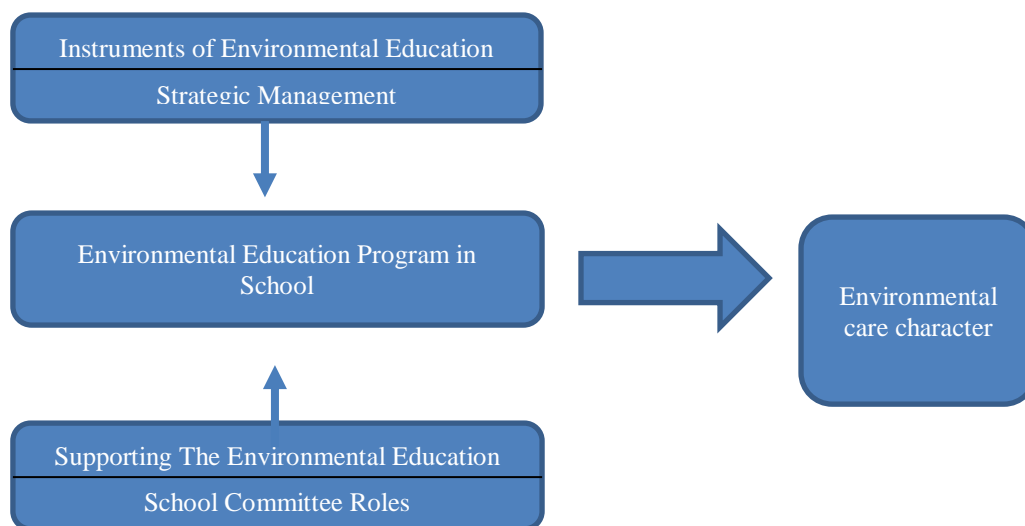 Instruments of Environmental Education
Strategic Management
Environmental Education Program in
School
Environmental
care character
Supporting The Environmental Education
School Committee Roles